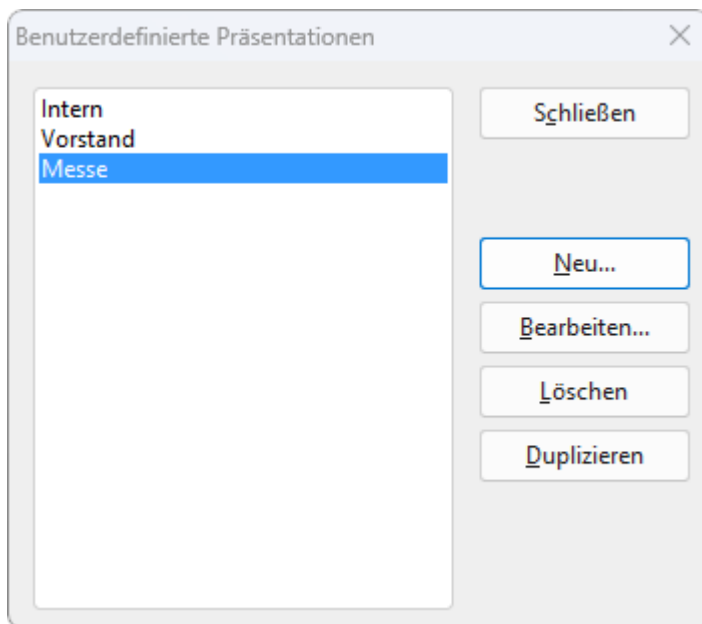 Benutzerdefinierte Präsentationen
Intern
Vorstand
Messe
Schließen
Neu...
Bearbeiten...
Löschen
Duplizieren